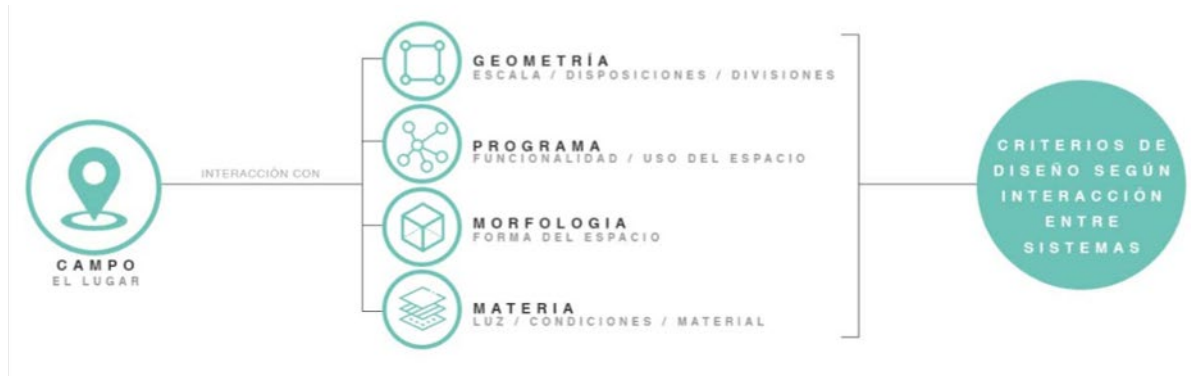 CAMPO
EL LUGAR
INTERACCIÓN CON
GEOMETRÍA
ESCALA / DISPOSICIONES / DIVISIONES
PROGRAMA
FUNCIONALIDAD / USO DEL ESPACIO
MORFOLOGIA
FORMA DEL ESPACIO
MATERIA
LUZ / CONDICIONES / MATERIAL
CRITERIOS DE
DISEÑO SEGÚN
INTERACCIÓN
ENTRE
SISTEMAS